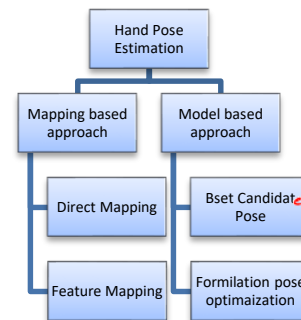 Hand Pose
Estimation
Mapping based
approach
Model based
approach
Direct Mapping
Bset Candidat
Pose
Feature Mapping
Formilation pose
optimaization